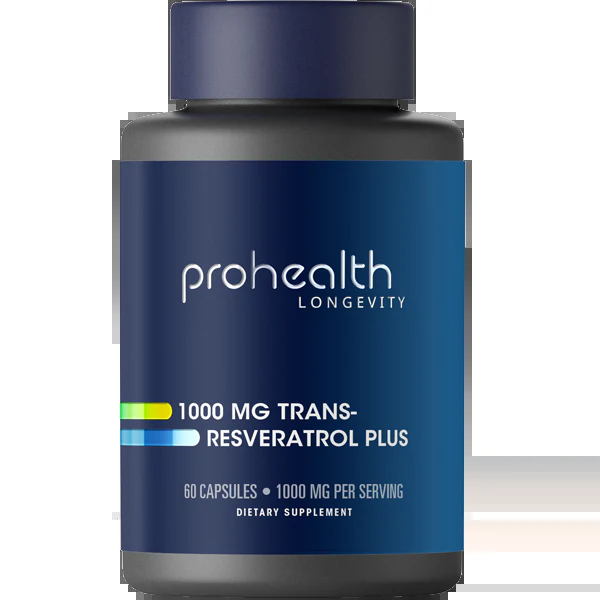 prohealth
LONGEVITY
1000 MG TRANS-
RESVERATROL PLUS
60 CAPSULES • 1000 MG PER SERVING
DIETARY SUPPLEMENT